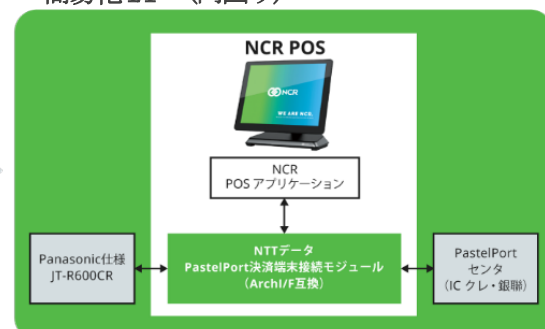 NCR POS
NCR
WE ARE NCR.
NCR
POS アプリケーション
NTTデータ
PastelPort決済端末接続モジュール
（ArchI/F互換）
Panasonic仕様
JT-R600CR
PastelPort
センタ
（IC クレ・銀聯）